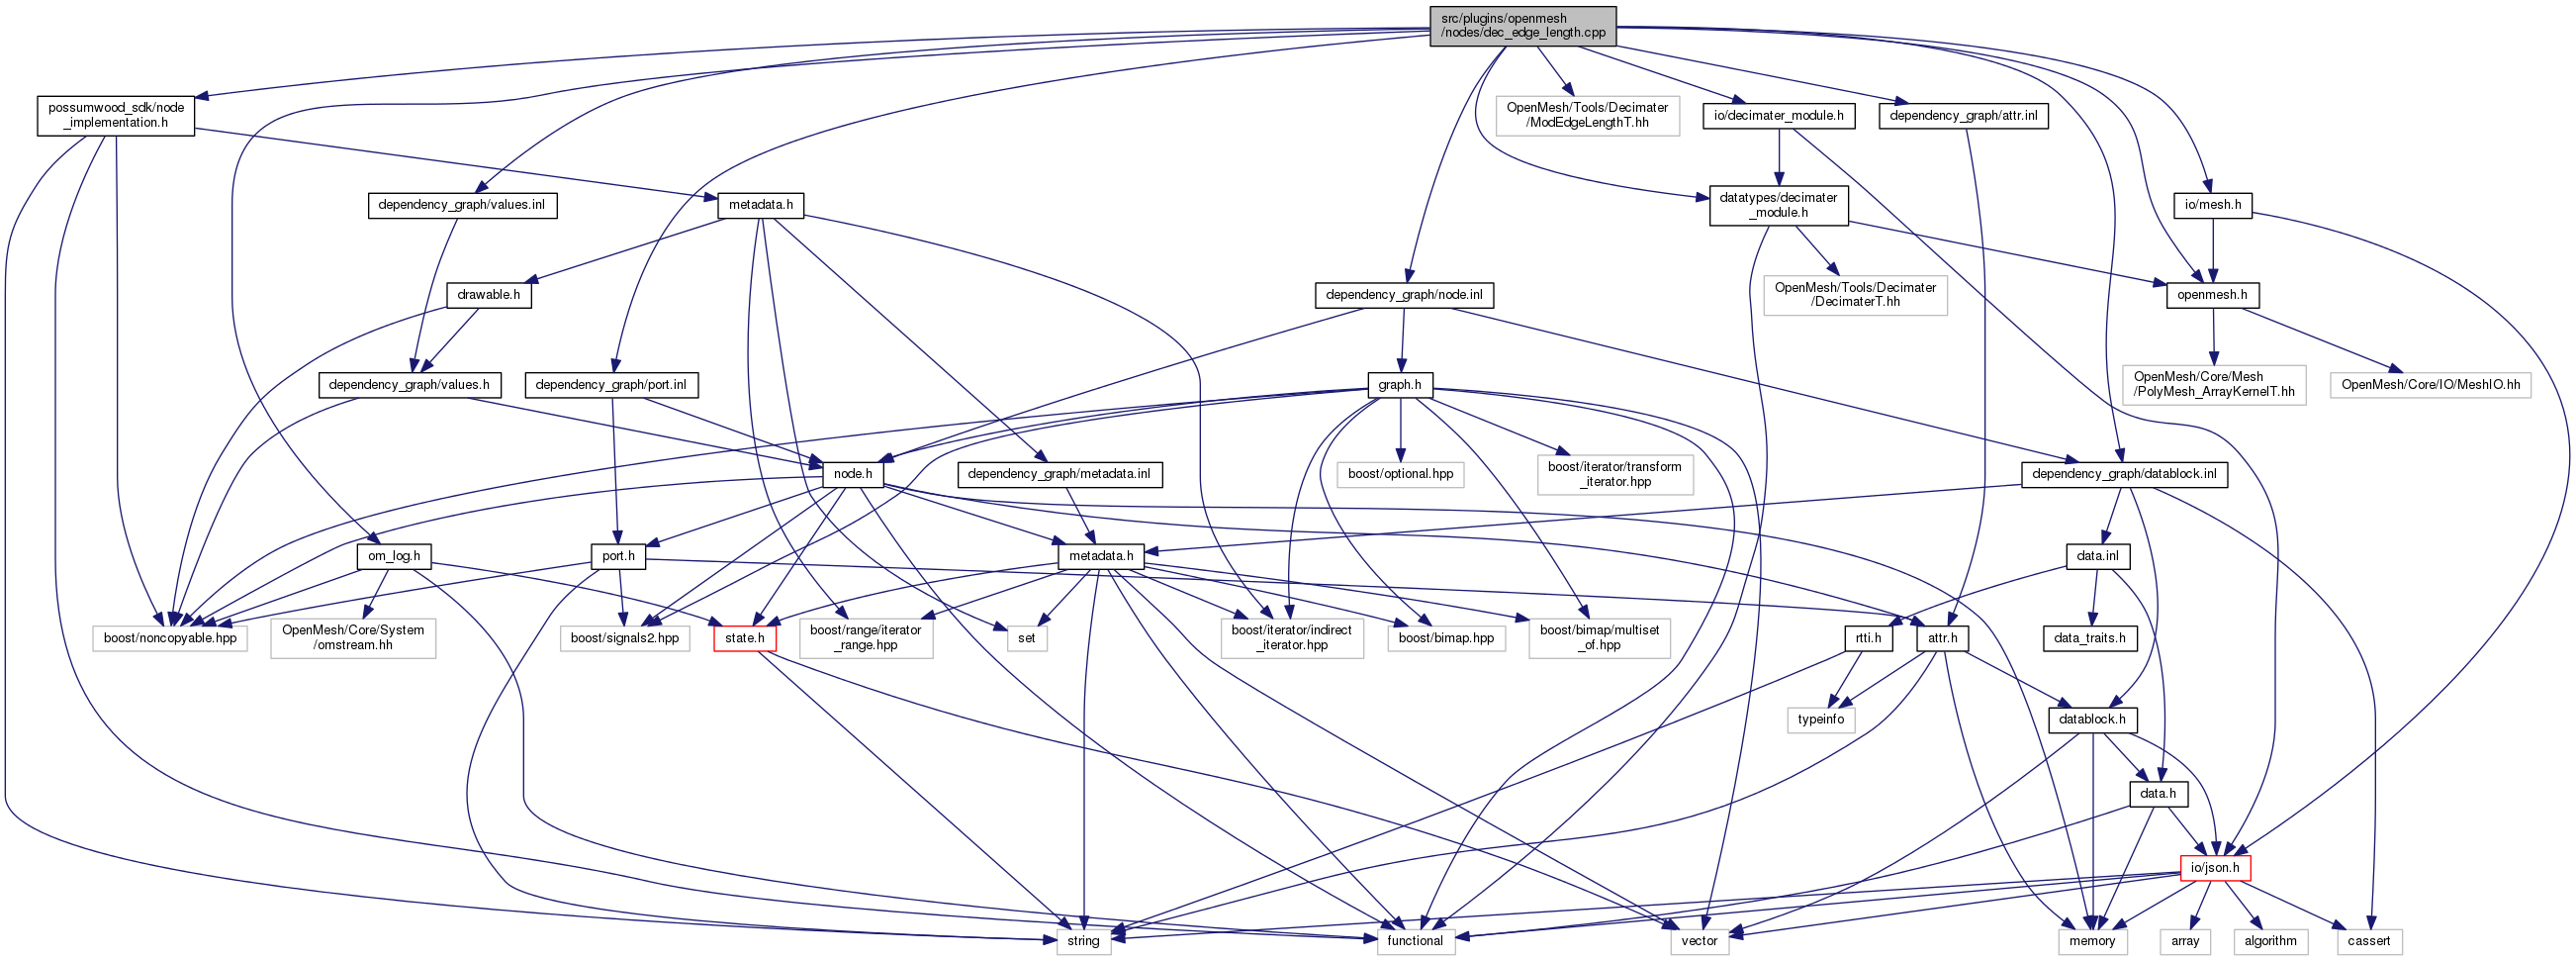 src/plugins/openmesh
/nodes/dec_edge_length.cpp
possumwood_sdk/node
_implementation.h
OpenMesh/Tools/Decimater
/ModEdgeLengthT.hh
io/decimater_module.h
dependency_graph/attr.inl
dependency_graph/values.inl
metadata.h
datatypes/decimater
_module.h
io/mesh.h
drawable.h
dependency_graph/node.inl
OpenMesh/Tools/Decimater
/DecimaterT.hh
openmesh.h
dependency_graph/values.h
dependency_graph/port.inl
graph.h
OpenMesh/Core/Mesh
/PolyMesh_ArrayKernelT.hh
OpenMesh/Core/IO/MeshIO.hh
node.h
dependency_graph/metadata.inl
boost/optional.hpp
boost/iterator/transform
_iterator.hpp
dependency_graph/datablock.inl
om_log.h
port.h
metadata.h
data.inl
boost/noncopyable.hpp
OpenMesh/Core/System
/omstream.hh
boost/signals2.hpp
state.h
boost/range/iterator
_range.hpp
set
boost/iterator/indirect
_iterator.hpp
boost/bimap.hpp
boost/bimap/multiset
_of.hpp
rtti.h
attr.h
data_traits.h
typeinfo
datablock.h
data.h
io/json.h
string
functional
vector
memory
array
algorithm
cassert